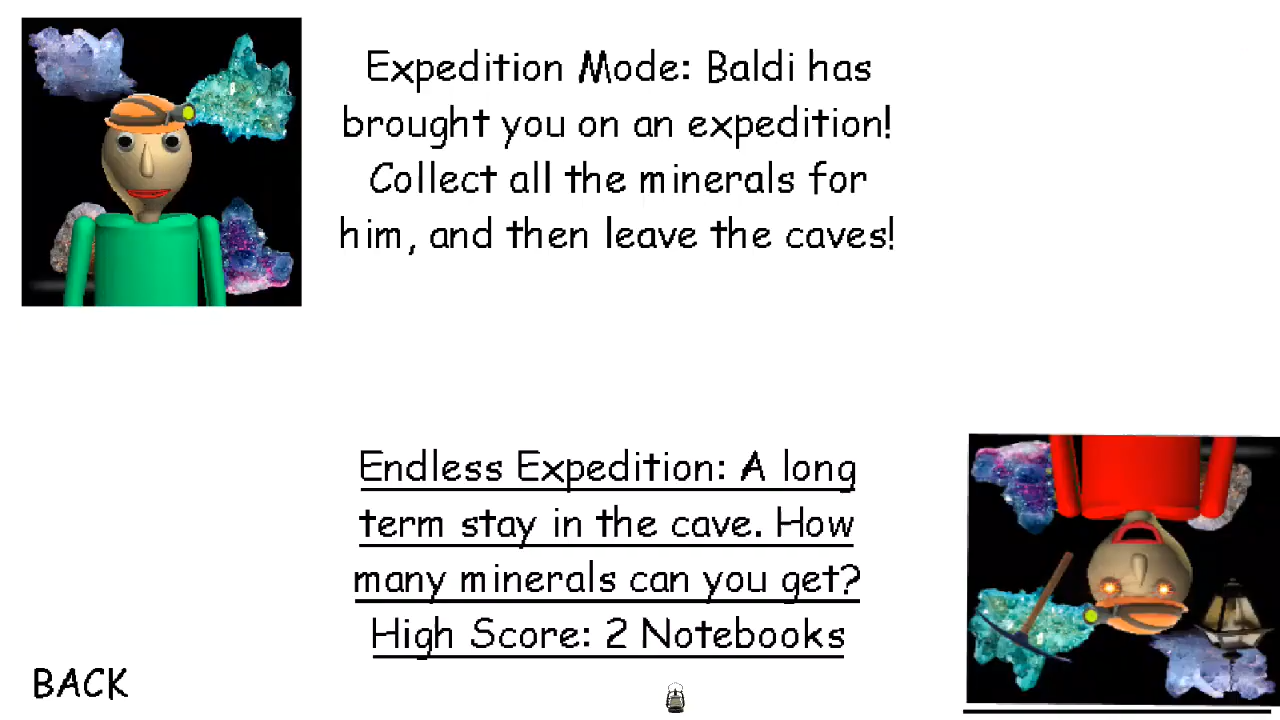 Expedition Mode: Baldi has
brought you on an expedition!
Collect all the minerals for
him, and then leave the caves!
Endless Expedition: A long
term stay in the cave. How
many minerals can you get?
High Score: 2 Notebooks
BACK